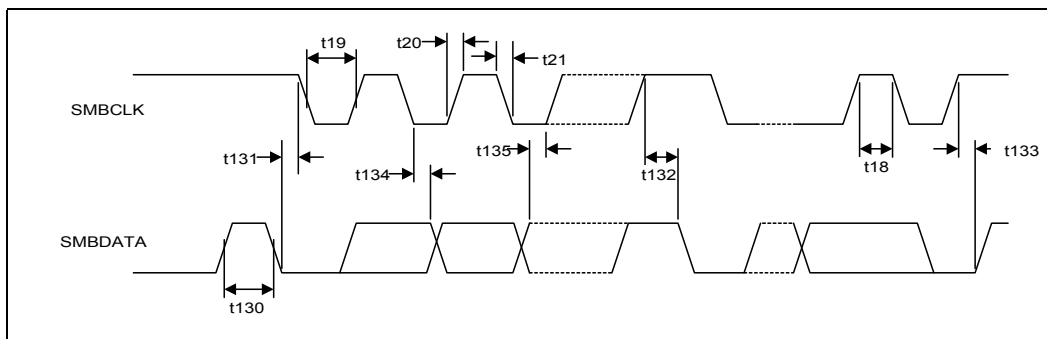 t19
t20
t21
SMBCLK
t131
t134
t135
t132
t18
t133
SMBDATA
t130